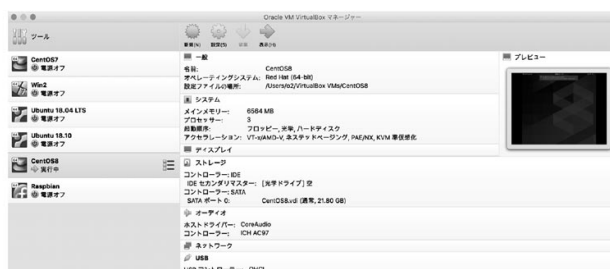 Oracle VM VirtualBox マネージャー
ツール
新規(N) 設定(S) 破棄 表示(H)
CentOS7
電源オフ
Win2
電源オフ
Ubuntu 18.04 LTS
電源オフ
Ubuntu 18.10
電源オフ
CentOS8
実行中
Raspbian
電源オフ
一般
名前: CentOS8
オペレーティングシステム: Red Hat (64-bit)
設定ファイルの場所: /Users/o2/VirtualBox VMs/CentOS8
システム
メインメモリー: 6564 MB
プロセッサー: 3
起動順序: フロッピー, 光学, ハードディスク
アクセラレーション: VT-x/AMD-V, ネステッドページング, PAE/NX, KVM 準仮想化
ディスプレイ
ストレージ
コントローラー: IDE
IDE セカンダリマスター: [光学ドライブ] 空
コントローラー: SATA
SATA ポート 0: CentOS8.vdi (通常, 21.80 GB)
オーディオ
ホストドライバー: CoreAudio
コントローラー: ICH AC97
ネットワーク
USB
プレビュー